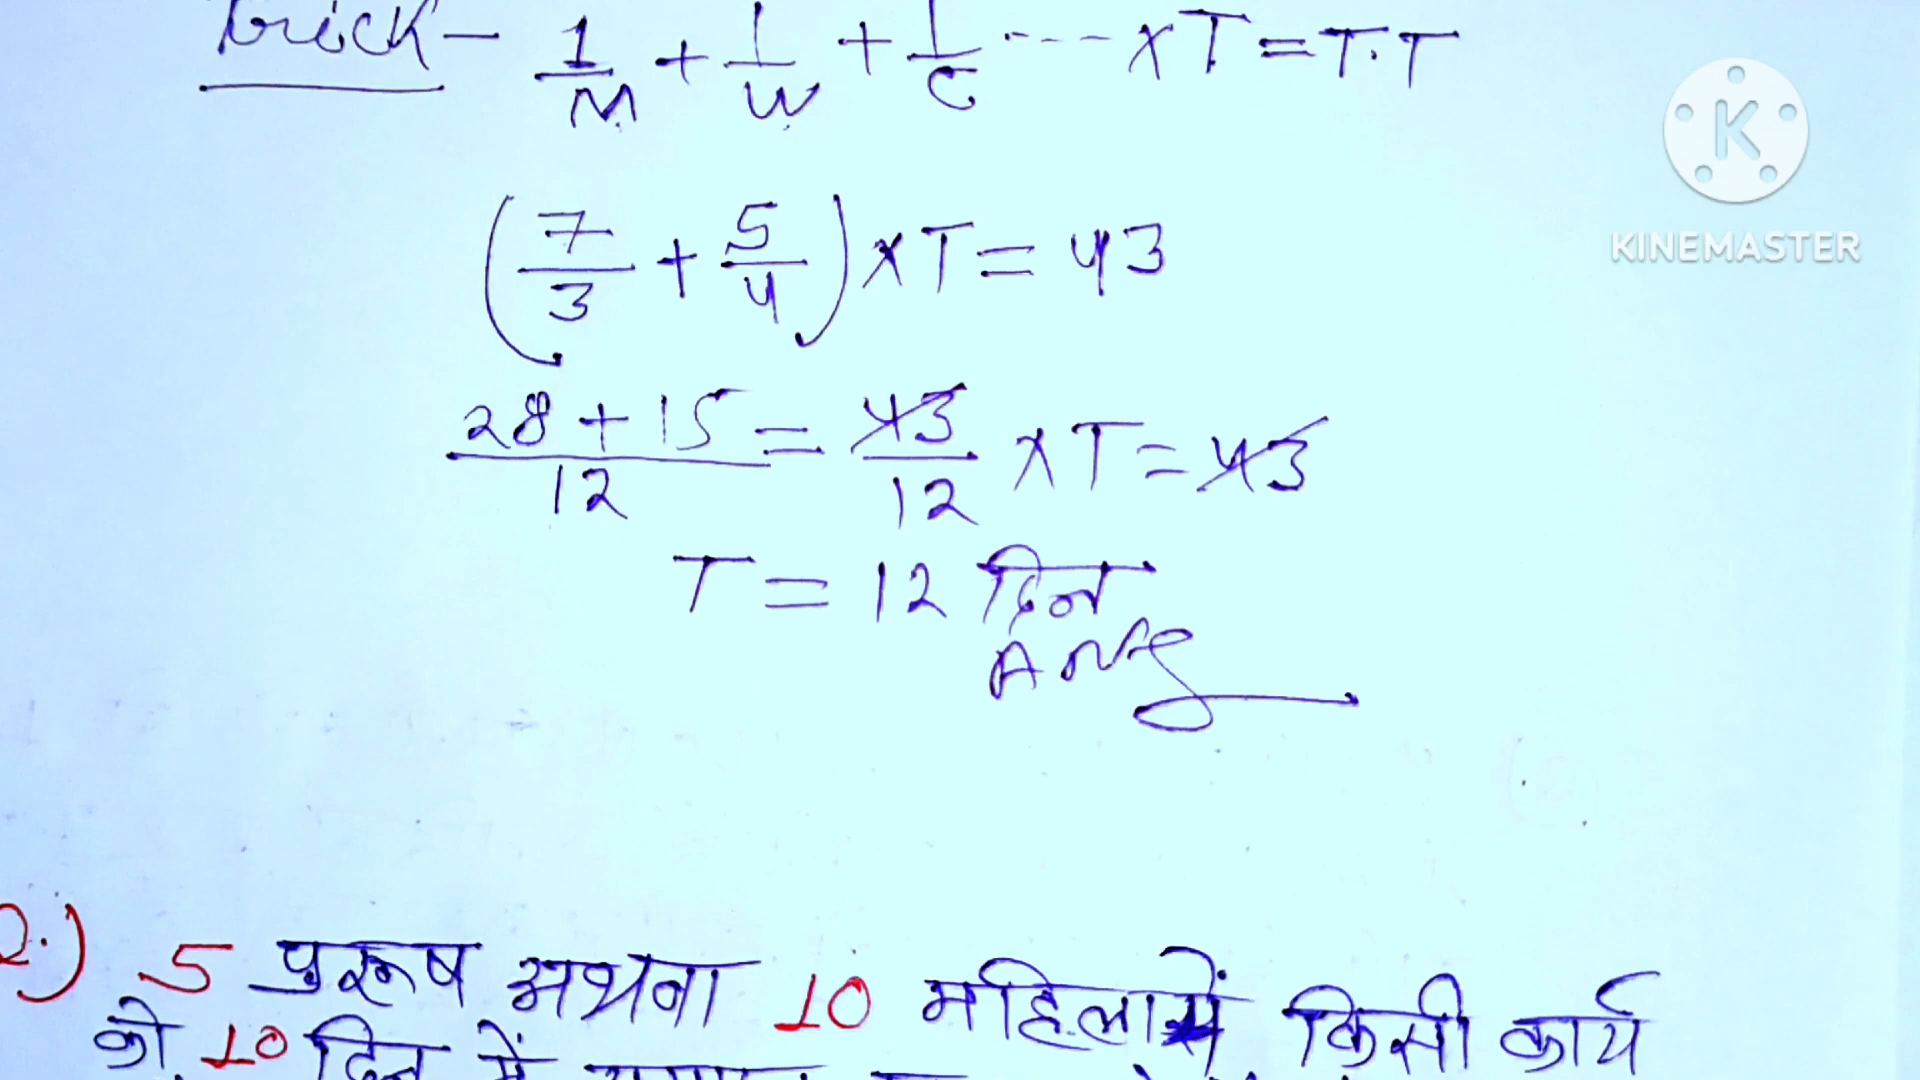 Trick - 1/M + 1/W + 1/C ---- × T = T.T
(7/3 + 5/4) × T = 43
28 + 15/12 = 43/12 × T = 43
T = 12 दिन
Ans
2.) 5 पुरूष अथवा 10 महिलायें किसी कार्य
को 10 दिन में
KINEMASTER